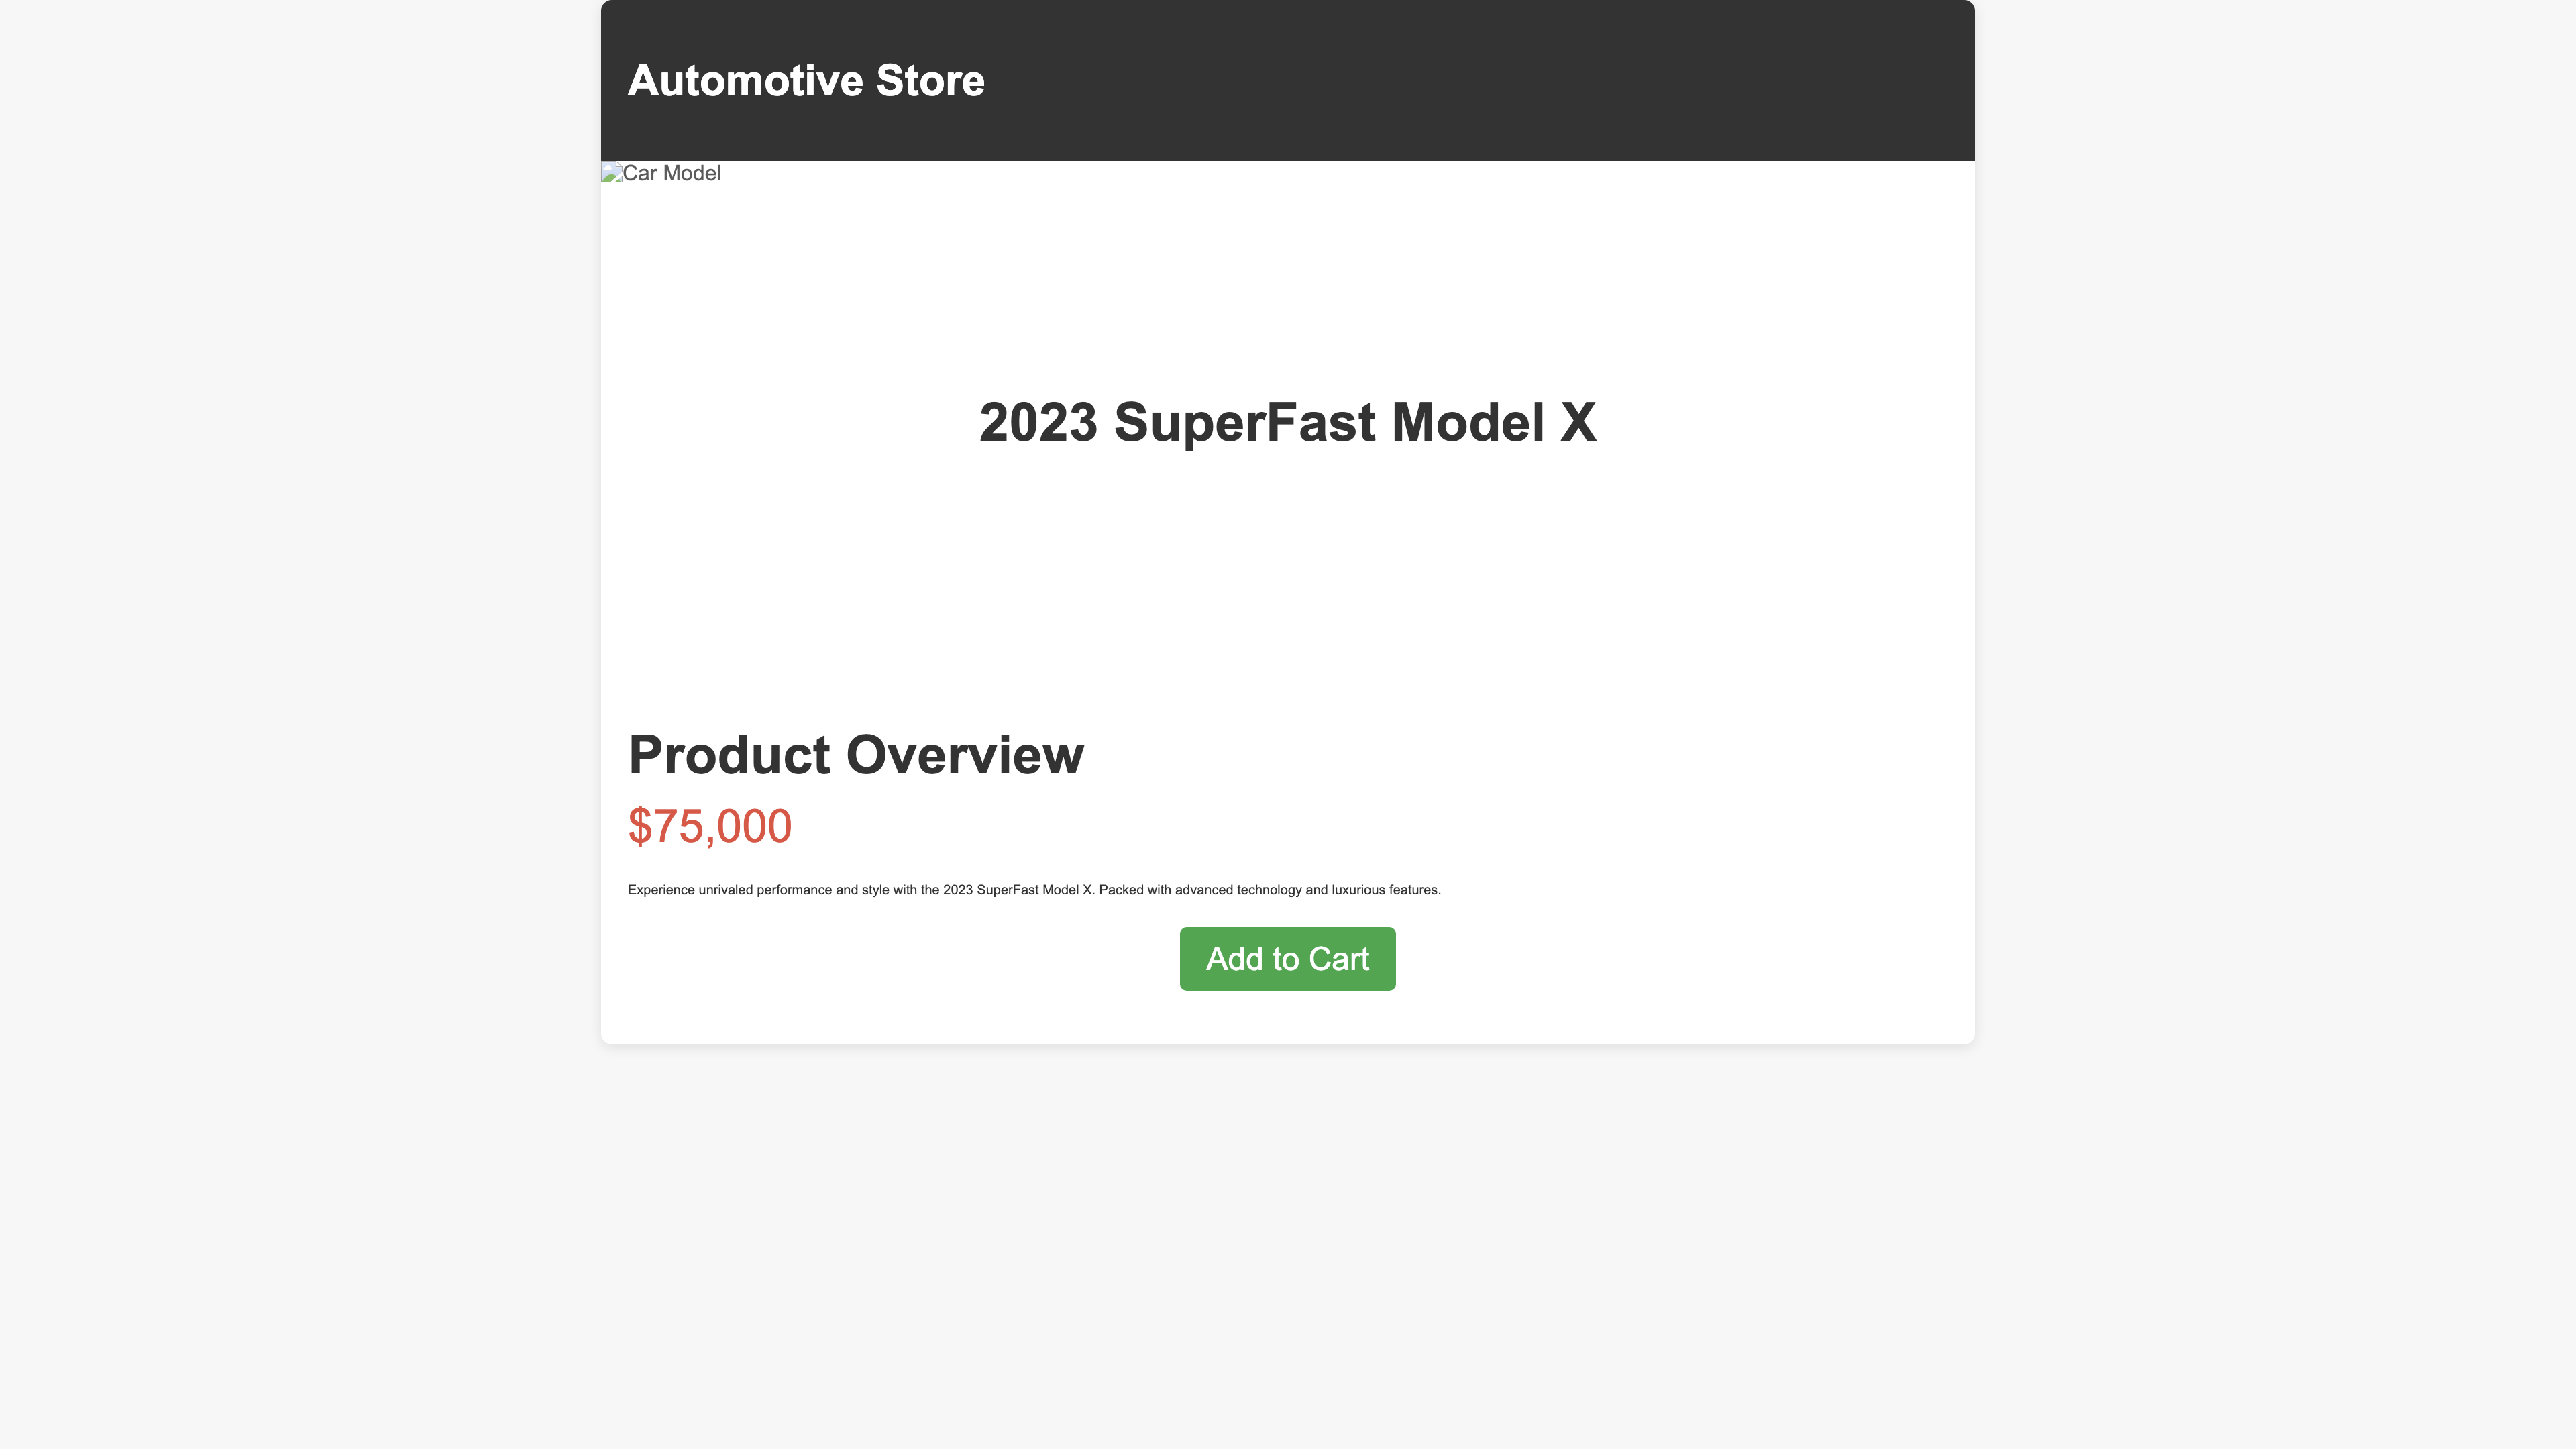 Automotive Store
Car Model
2023 SuperFast Model X
Product Overview
$75,000
Experience unrivaled performance and style with the 2023 SuperFast Model X. Packed with advanced technology and luxurious features.
Add to Cart